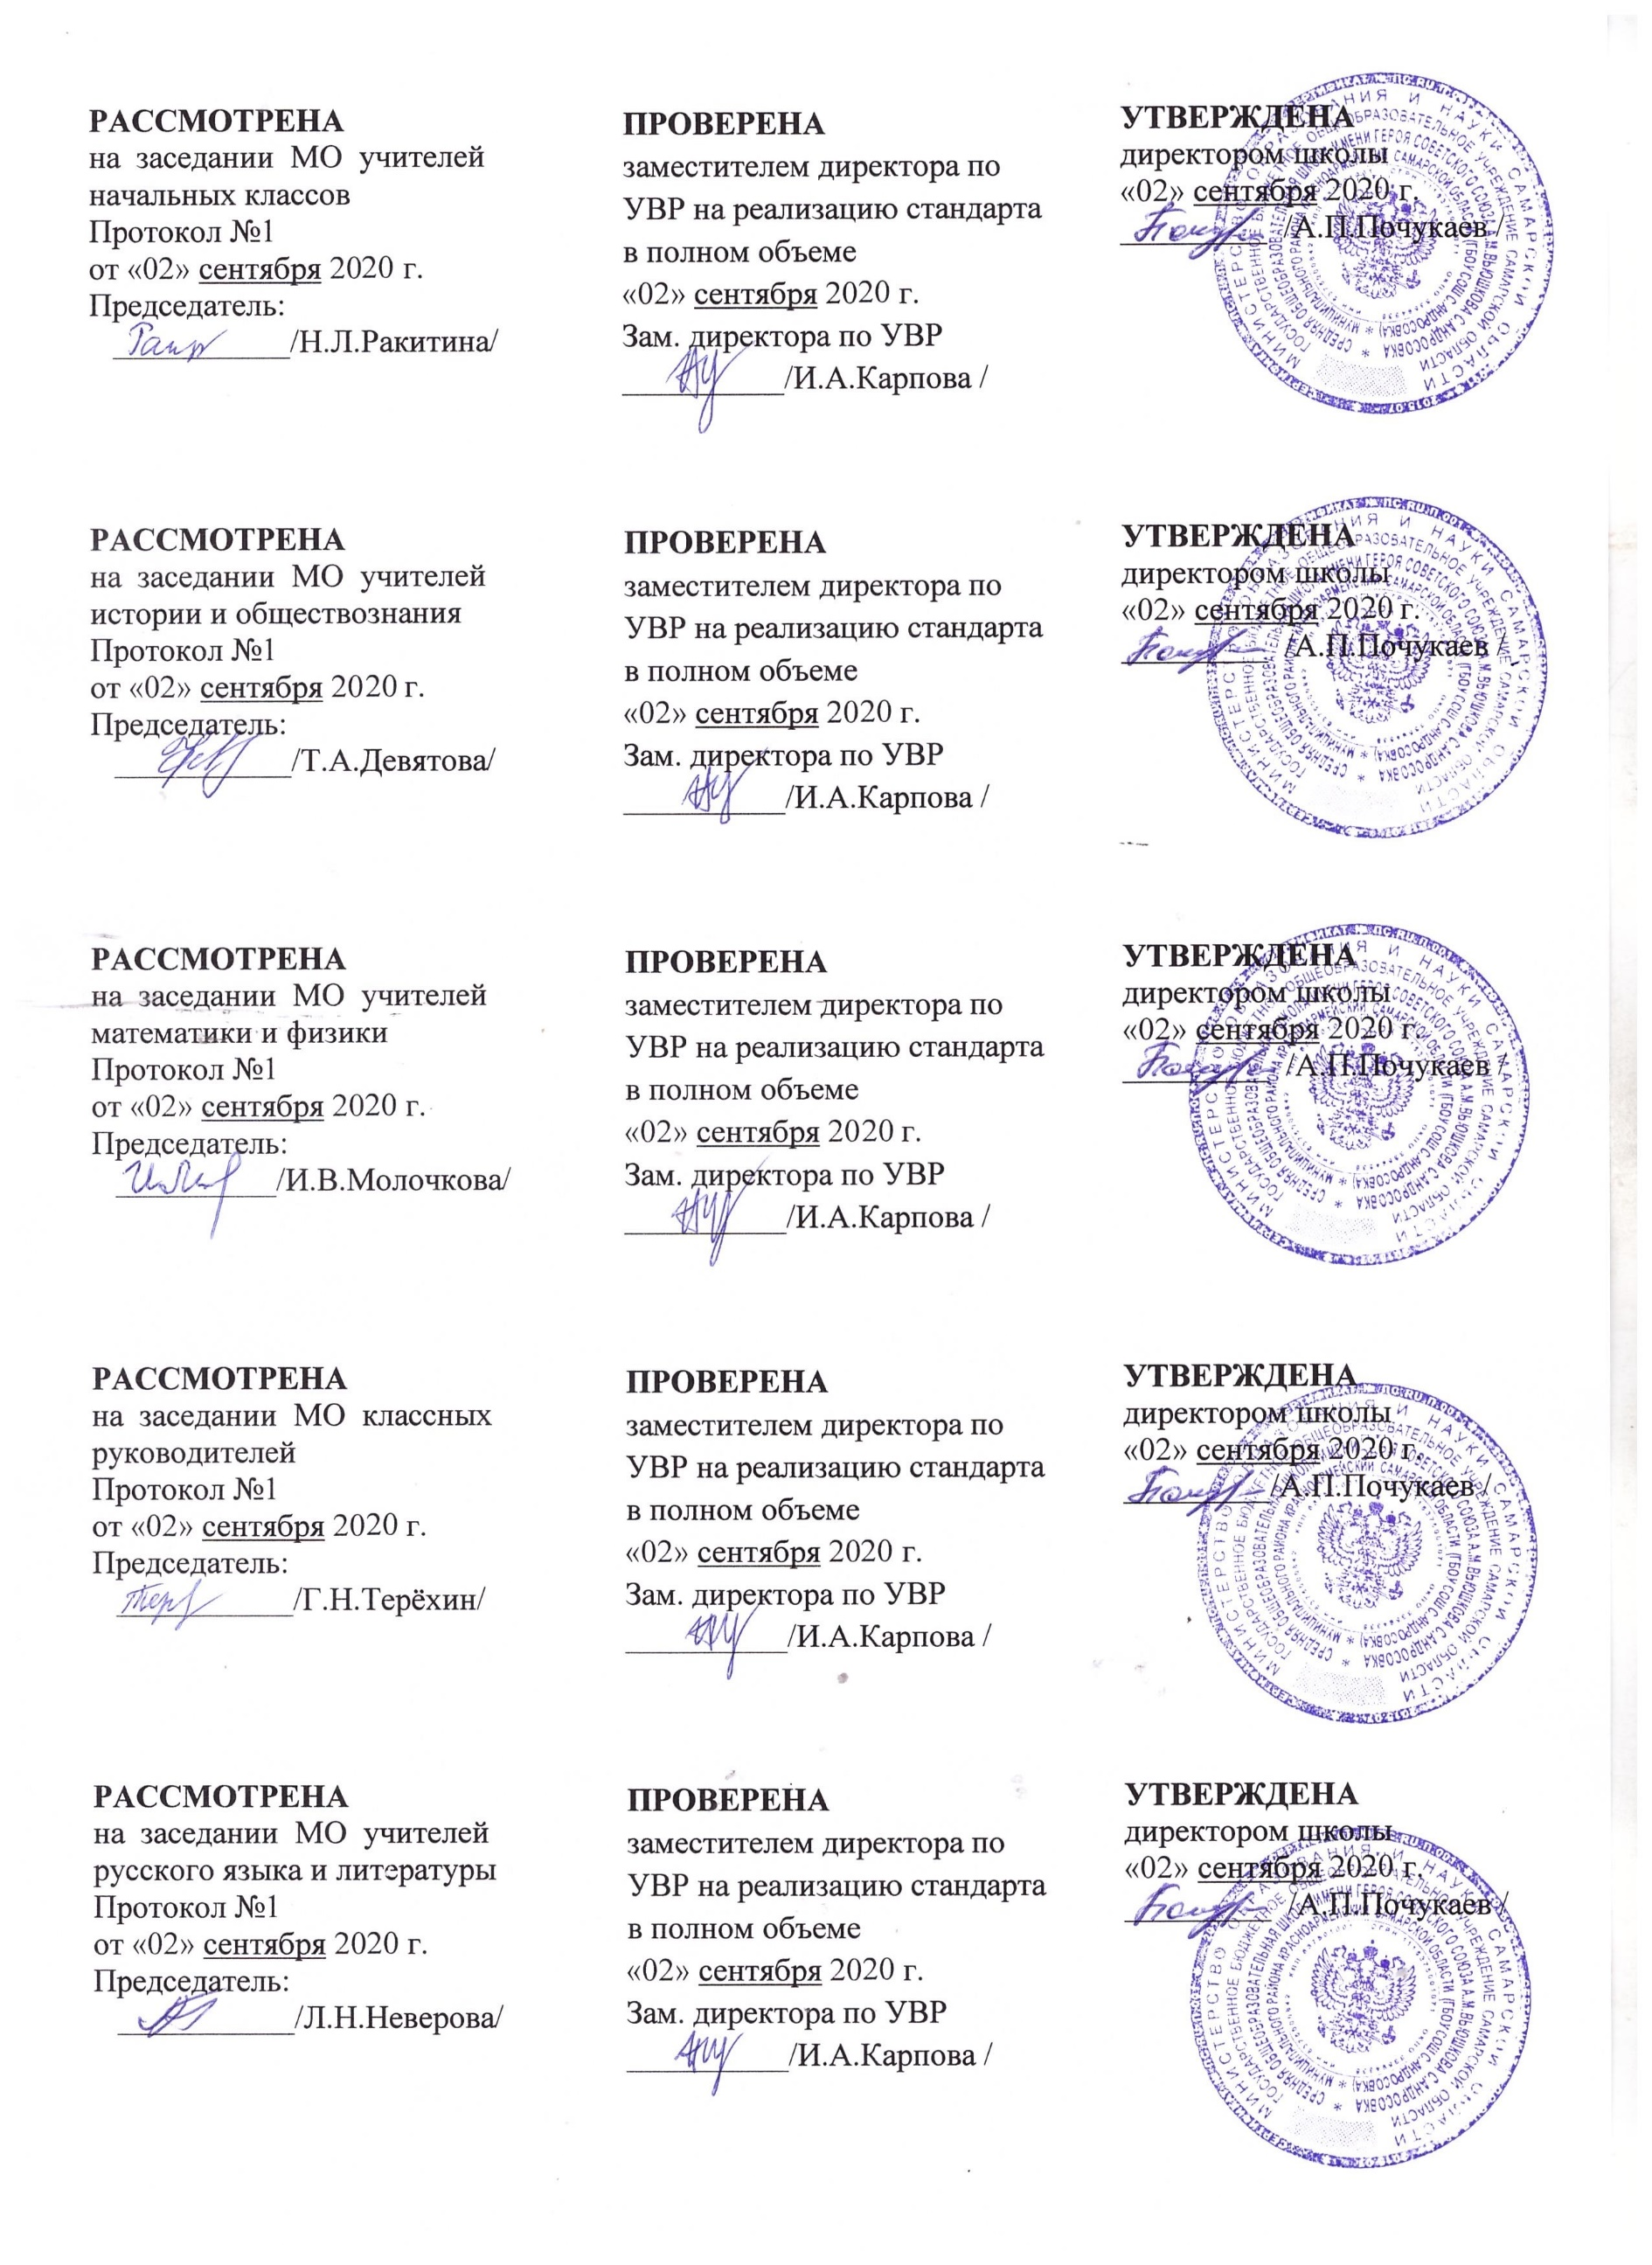 РАССМОТРЕНА
на заседании МО учителей
начальных классов
Протокол №1
от «02» сентября 2020 г.
Председатель:
/Н.Л.Ракитина/
ПРОВЕРЕНА
заместителем директора по
УВР на реализацию стандарта
в полном объеме
«02» сентября 2020 г.
Зам. директора по УВР
/И.А.Карпова /
УТВЕРЖДЕНА
директором школы
«02» сентября 2020 г.
/А.П.Почукаев /
РАССМОТРЕНА
на заседании МО учителей
истории и обществознания
Протокол №1
от «02» сентября 2020 г.
Председатель:
/Т.А.Девятова/
ПРОВЕРЕНА
заместителем директора по
УВР на реализацию стандарта
в полном объеме
«02» сентября 2020 г.
Зам. директора по УВР
/И.А.Карпова /
УТВЕРЖДЕНА
директором школы
«02» сентября 2020 г.
/А.П.Почукаев /
РАССМОТРЕНА
на заседании МО учителей
математики и физики
Протокол №1
от «02» сентября 2020 г.
Председатель:
/И.В.Молочкова/
ПРОВЕРЕНА
заместителем директора по
УВР на реализацию стандарта
в полном объеме
«02» сентября 2020 г.
Зам. директора по УВР
/И.А.Карпова /
УТВЕРЖДЕНА
директором школы
«02» сентября 2020 г.
/А.П.Почукаев /
РАССМОТРЕНА
на заседании МО классных
руководителей
Протокол №1
от «02» сентября 2020 г.
Председатель:
/Г.Н.Терёхин/
ПРОВЕРЕНА
заместителем директора по
УВР на реализацию стандарта
в полном объеме
«02» сентября 2020 г.
Зам. директора по УВР
/И.А.Карпова /
УТВЕРЖДЕНА
директором школы
«02» сентября 2020 г.
/А.П.Почукаев /
РАССМОТРЕНА
на заседании МО учителей
русского языка и литературы
Протокол №1
от «02» сентября 2020 г.
Председатель:
/Л.Н.Неверова/
ПРОВЕРЕНА
заместителем директора по
УВР на реализацию стандарта
в полном объеме
«02» сентября 2020 г.
Зам. директора по УВР
/И.А.Карпова /
УТВЕРЖДЕНА
директором школы
«02» сентября 2020 г.
/А.П.Почукаев /